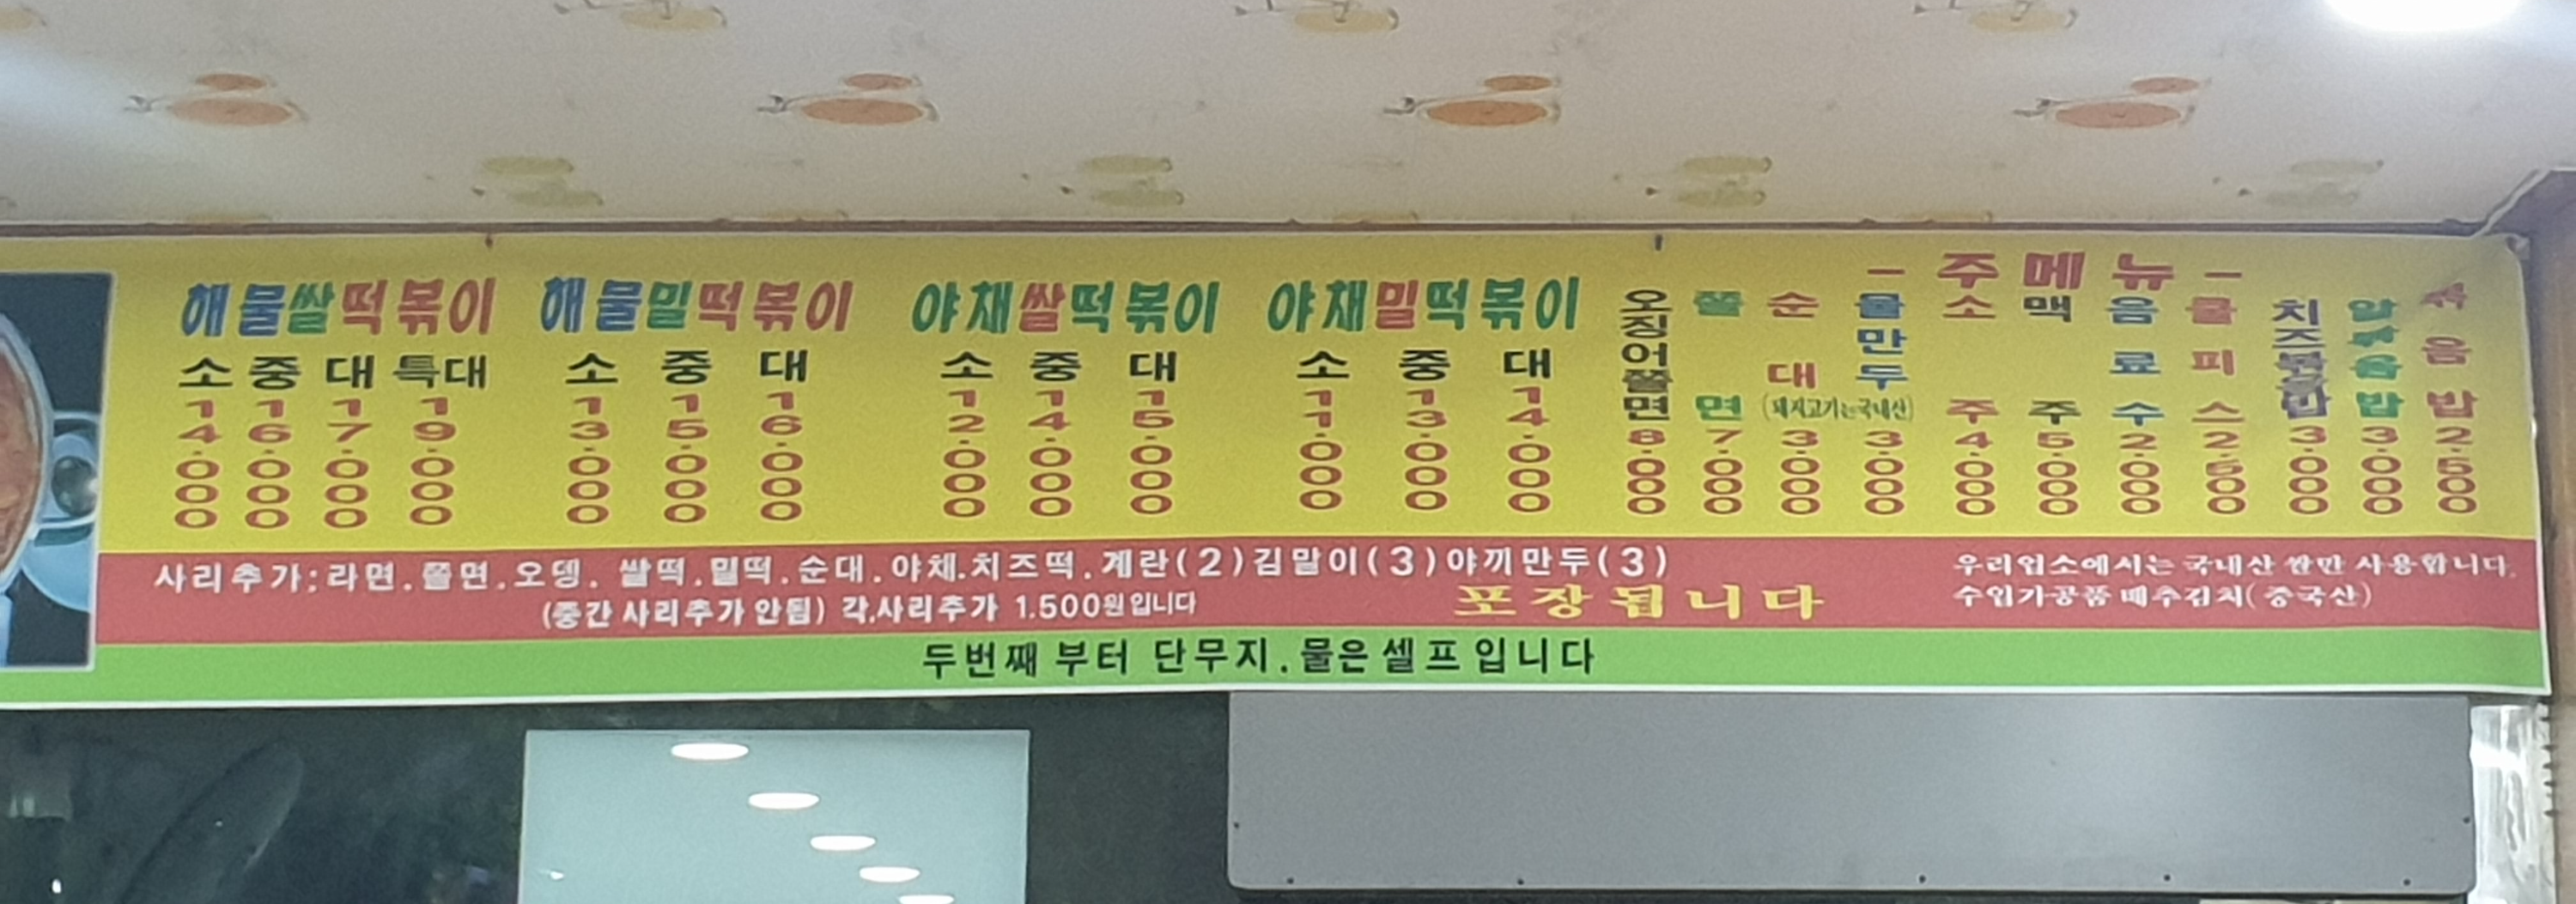 - 주메뉴 -
해물쌀떡볶이 해물밀떡볶이 야채쌀떡볶이 야채밀떡볶이
소 중 대 특대 소 중 대 소 중 대 소 중 대
14.000 16.000 17.000 19.000 13.000 15.000 16.000 12.000 14.000 15.000 11.000 13.000 14.000
오징어쫄면 쫄면 순대 물만두 소주 맥주 음료수 쿨피스 치즈볶음밥 알볶음밥 볶음밥
(돼지고기는국내산)
8.000 7.000 3.000 3.000 4.000 5.000 2.000 2.500 3.000 3.000 2.500
사리추가;라면.쫄면.오뎅. 쌀떡.밀떡.순대.야채.치즈떡.계란(2)김말이(3)야끼만두(3)
(중간 사리추가 안됨) 각.사리추가 1.500원입니다
포장됩니다
우리업소에서는 국내산 쌀만 사용합니다.
수입가공품 배추김치(중국산)
두번째 부터 단무지.물은 셀프입니다